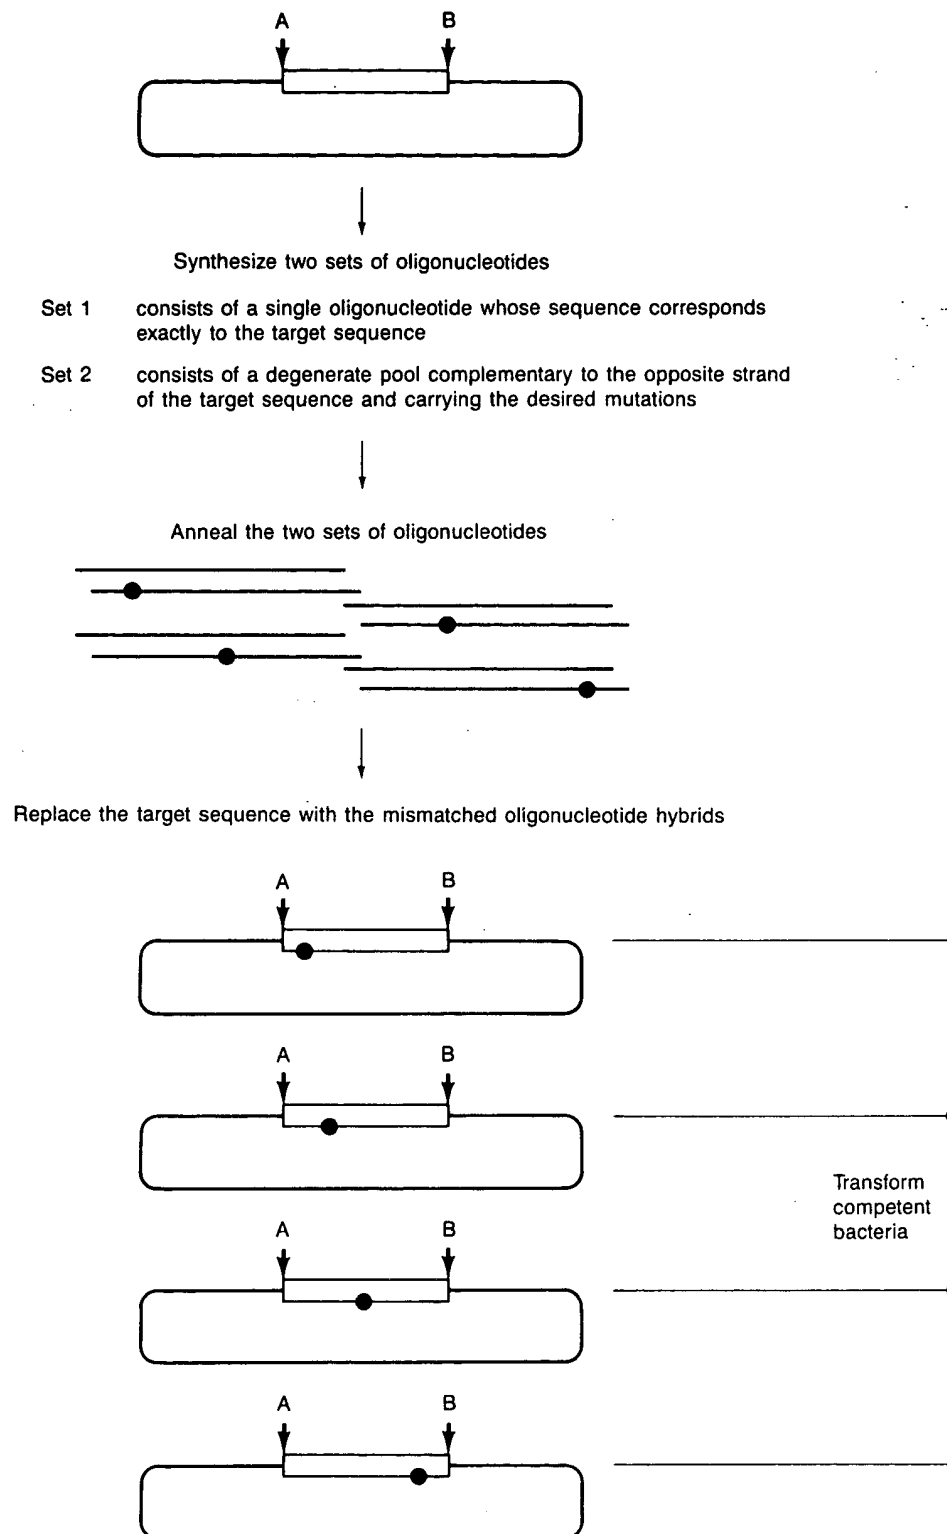 A B
Synthesize two sets of oligonucleotides
Set 1 consists of a single oligonucleotide whose sequence corresponds
exactly to the target sequence
Set 2 consists of a degenerate pool complementary to the opposite strand
of the target sequence and carrying the desired mutations
Anneal the two sets of oligonucleotides
Replace the target sequence with the mismatched oligonucleotide hybrids
A B
A B
Transform
competent
bacteria
A B
A B